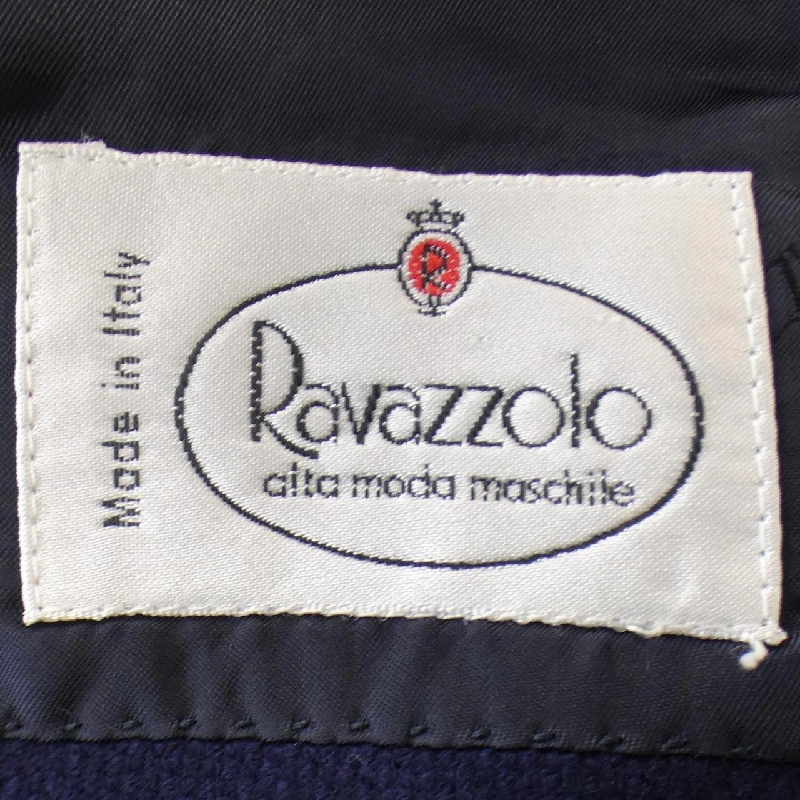 Made in Italy
R
Ravazzolo
alta moda maschile